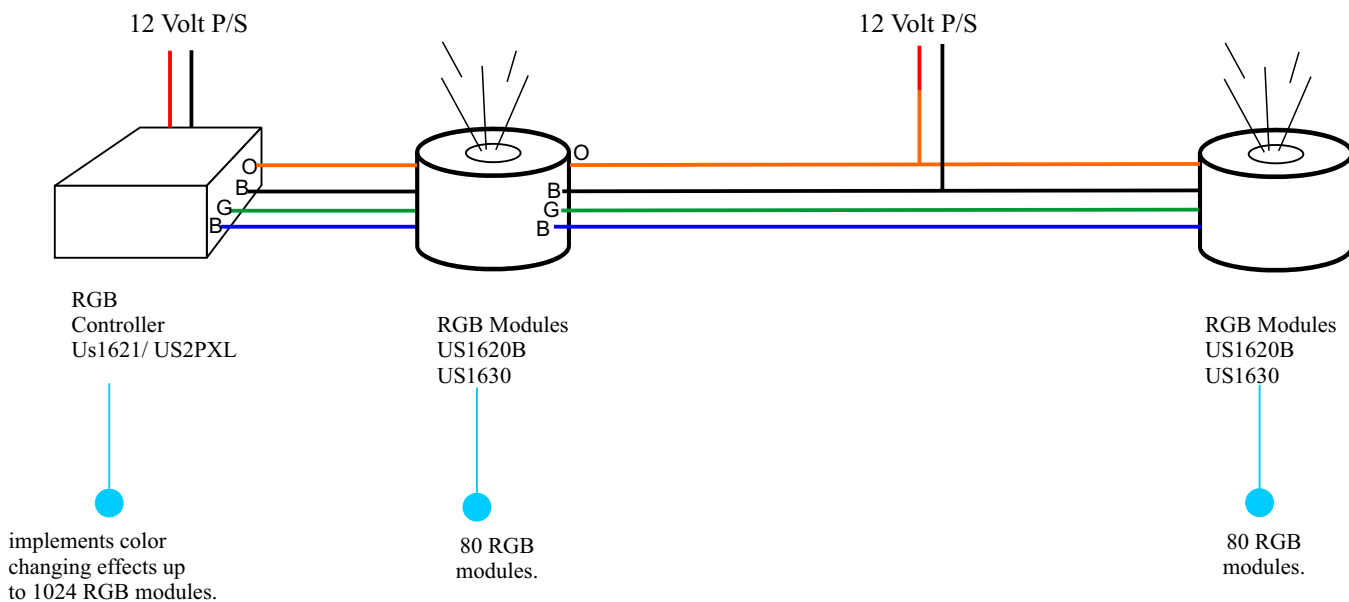 12 Volt P/S
12 Volt P/S
O
B
G
B
O
B
G
B
RGB
Controller
Us1621/ US2PXL
RGB Modules
US1620B
US1630
RGB Modules
US1620B
US1630
implements color
changing effects up
to 1024 RGB modules.
80 RGB
modules.
80 RGB
modules.